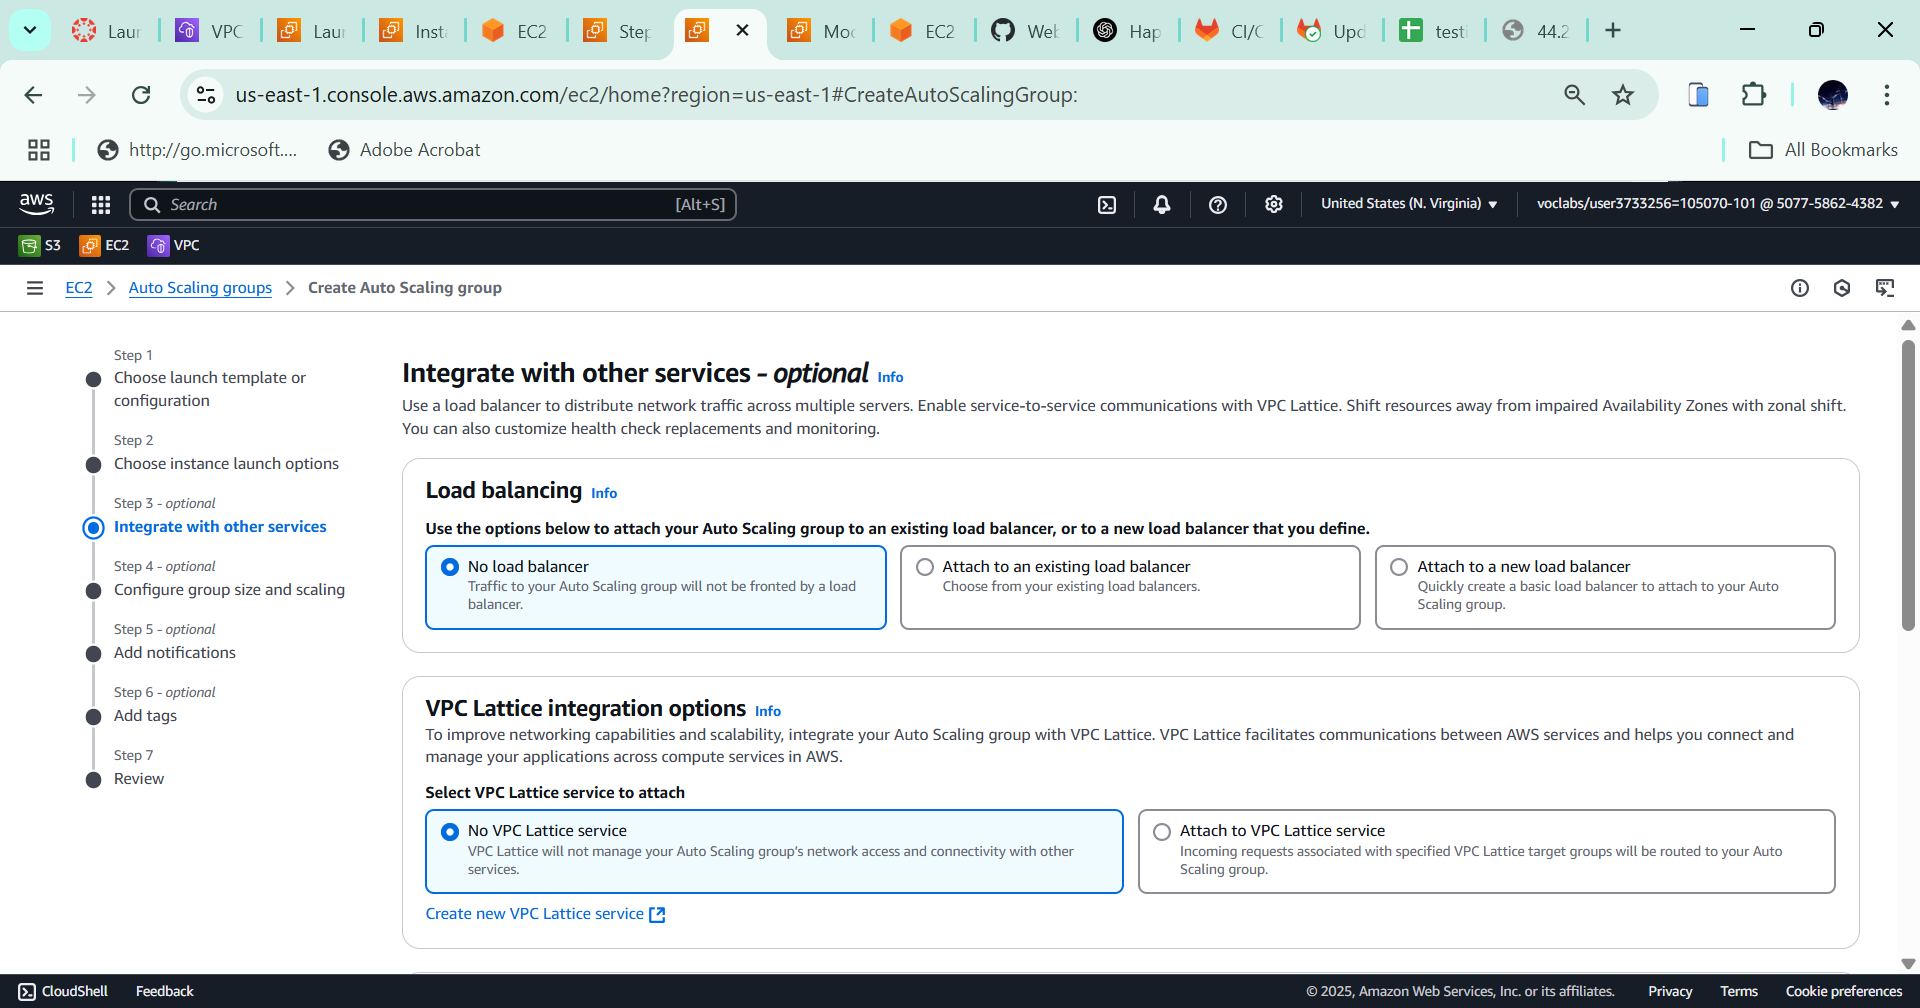 Laur
VPC
Laur
Insta
EC2
Step
Moc
EC2
Web
Hap
CI/C
Upd
testi
44.2
us-east-1.console.aws.amazon.com/ec2/home?region=us-east-1#CreateAutoScalingGroup:
http://go.microsoft....
Adobe Acrobat
All Bookmarks
aws
Search
[Alt+S]
United States (N. Virginia)
voclabs/user3733256=105070-101 @ 5077-5862-4382
S3
EC2
VPC
EC2
Auto Scaling groups
Create Auto Scaling group
Step 1
Choose launch template or
configuration
Step 2
Choose instance launch options
Step 3 - optional
Integrate with other services
Step 4 - optional
Configure group size and scaling
Step 5 - optional
Add notifications
Step 6 - optional
Add tags
Step 7
Review
Integrate with other services - optional Info
Use a load balancer to distribute network traffic across multiple servers. Enable service-to-service communications with VPC Lattice. Shift resources away from impaired Availability Zones with zonal shift.
You can also customize health check replacements and monitoring.
Load balancing Info
Use the options below to attach your Auto Scaling group to an existing load balancer, or to a new load balancer that you define.
No load balancer
Traffic to your Auto Scaling group will not be fronted by a load
balancer.
Attach to an existing load balancer
Choose from your existing load balancers.
Attach to a new load balancer
Quickly create a basic load balancer to attach to your Auto
Scaling group.
VPC Lattice integration options Info
To improve networking capabilities and scalability, integrate your Auto Scaling group with VPC Lattice. VPC Lattice facilitates communications between AWS services and helps you connect and
manage your applications across compute services in AWS.
Select VPC Lattice service to attach
No VPC Lattice service
VPC Lattice will not manage your Auto Scaling group's network access and connectivity with other
services.
Attach to VPC Lattice service
Incoming requests associated with specified VPC Lattice target groups will be routed to your Auto
Scaling group.
Create new VPC Lattice service
CloudShell
Feedback
© 2025, Amazon Web Services, Inc. or its affiliates.
Privacy
Terms
Cookie preferences